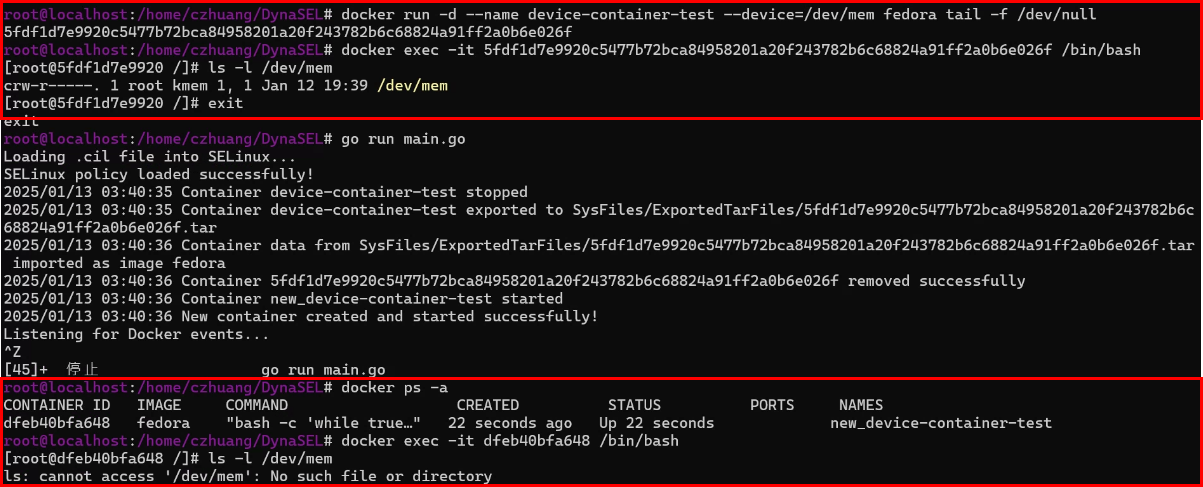 root@localhost:/home/czhuang/DynaSEL# docker run -d --name device-container-test --device=/dev/mem fedora tail -f /dev/null
5fdf1d7e9920c5477b72bca84958201a20f243782b6c68824a91ff2a0b6e026f
root@localhost:/home/czhuang/DynaSEL# docker exec -it 5fdf1d7e9920c5477b72bca84958201a20f243782b6c68824a91ff2a0b6e026f /bin/bash
[root@5fdf1d7e9920 /]# ls -l /dev/mem
crw-r-----. 1 root kmem 1, 1 Jan 12 19:39 /dev/mem
[root@5fdf1d7e9920 /]# exit
exit
root@localhost:/home/czhuang/DynaSEL# go run main.go
Loading .cil file into SELinux...
SELinux policy loaded successfully!
2025/01/13 03:40:35 Container device-container-test stopped
2025/01/13 03:40:35 Container device-container-test exported to SysFiles/ExportedTarFiles/5fdf1d7e9920c5477b72bca84958201a20f243782b6c
68824a91ff2a0b6e026f.tar
2025/01/13 03:40:36 Container data from SysFiles/ExportedTarFiles/5fdf1d7e9920c5477b72bca84958201a20f243782b6c68824a91ff2a0b6e026f.tar
imported as image fedora
2025/01/13 03:40:36 Container 5fdf1d7e9920c5477b72bca84958201a20f243782b6c68824a91ff2a0b6e026f removed successfully
2025/01/13 03:40:36 Container new_device-container-test started
2025/01/13 03:40:36 New container created and started successfully!
Listening for Docker events...
^Z
[45]+  停止                  go run main.go
root@localhost:/home/czhuang/DynaSEL# docker ps -a
CONTAINER ID   IMAGE     COMMAND                  CREATED          STATUS          PORTS     NAMES
dfeb40bfa648   fedora    "bash -c 'while true…"   22 seconds ago   Up 22 seconds             new_device-container-test
root@localhost:/home/czhuang/DynaSEL# docker exec -it dfeb40bfa648 /bin/bash
[root@dfeb40bfa648 /]# ls -l /dev/mem
ls: cannot access '/dev/mem': No such file or directory